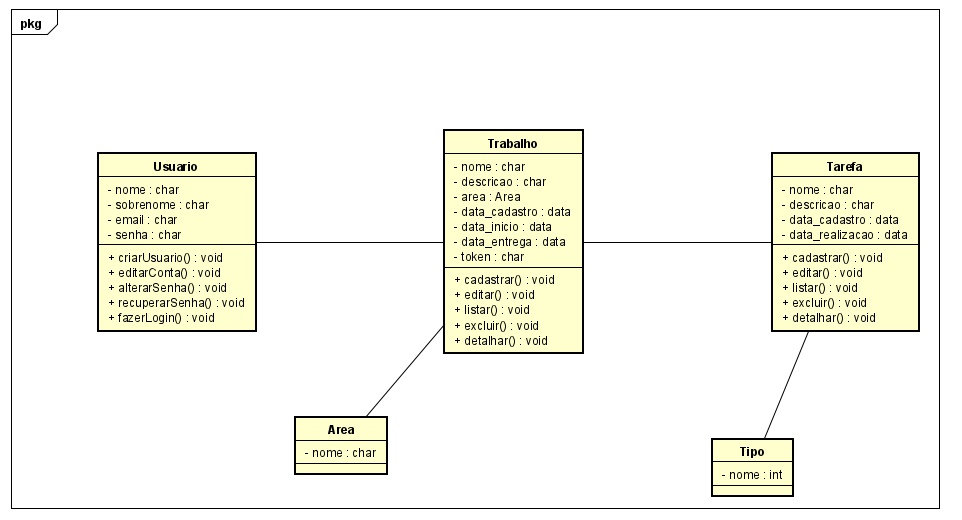 pkg
Usuario
- nome : char
- sobrenome : char
- email : char
- senha : char
+ criarUsuario() : void
+ editarConta() : void
+ alterarSenha() : void
+ recuperarSenha() : void
+ fazerLogin() : void
Trabalho
- nome : char
- descricao : char
- area : Area
- data_cadastro : data
- data_inicio : data
- data_entrega : data
- token : char
+ cadastrar() : void
+ editar() : void
+ listar() : void
+ excluir() : void
+ detalhar() : void
Tarefa
- nome : char
- descricao : char
- data_cadastro : data
- data_realizacao : data
+ cadastrar() : void
+ editar() : void
+ listar() : void
+ excluir() : void
+ detalhar() : void
Area
- nome : char
Tipo
- nome : int